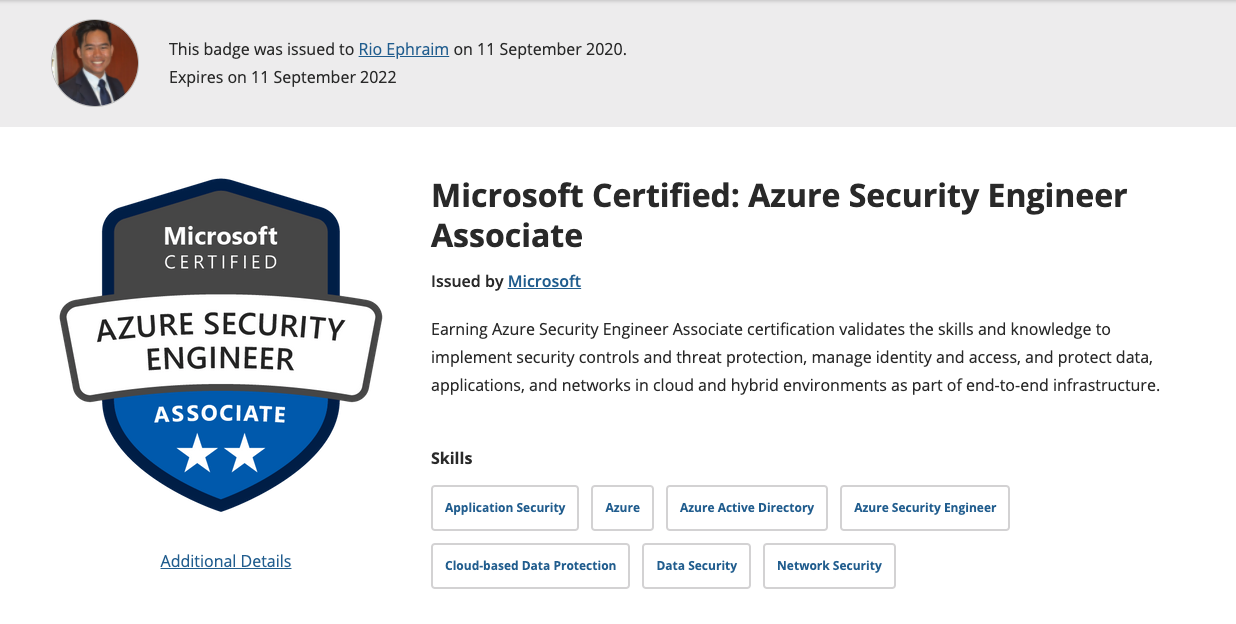 This badge was issued to Rio Ephraim on 11 September 2020.
Expires on 11 September 2022
Microsoft
CERTIFIED
AZURE SECURITY
ENGINEER
ASSOCIATE
Additional Details
Microsoft Certified: Azure Security Engineer
Associate
Issued by Microsoft
Earning Azure Security Engineer Associate certification validates the skills and knowledge to
implement security controls and threat protection, manage identity and access, and protect data,
applications, and networks in cloud and hybrid environments as part of end-to-end infrastructure.
Skills
Application Security
Azure
Azure Active Directory
Azure Security Engineer
Cloud-based Data Protection
Data Security
Network Security